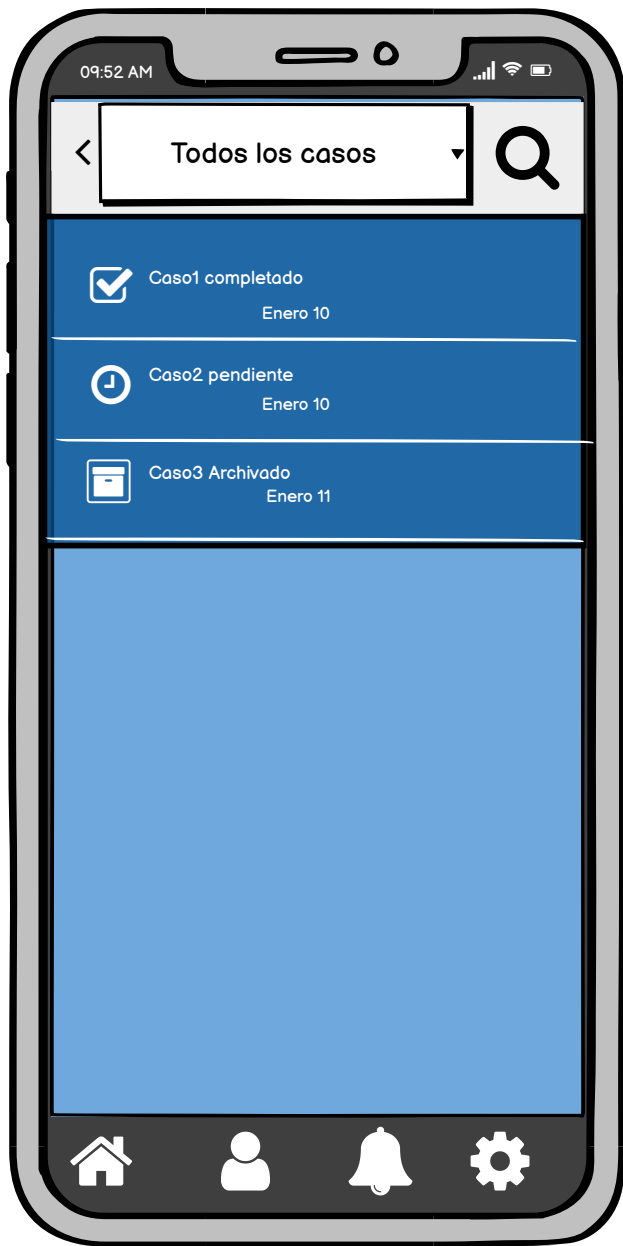 09:52 AM
Todos los casos
Caso1 completado
Enero 10
Caso2 pendiente
Enero 10
Caso3 Archivado
Enero 11